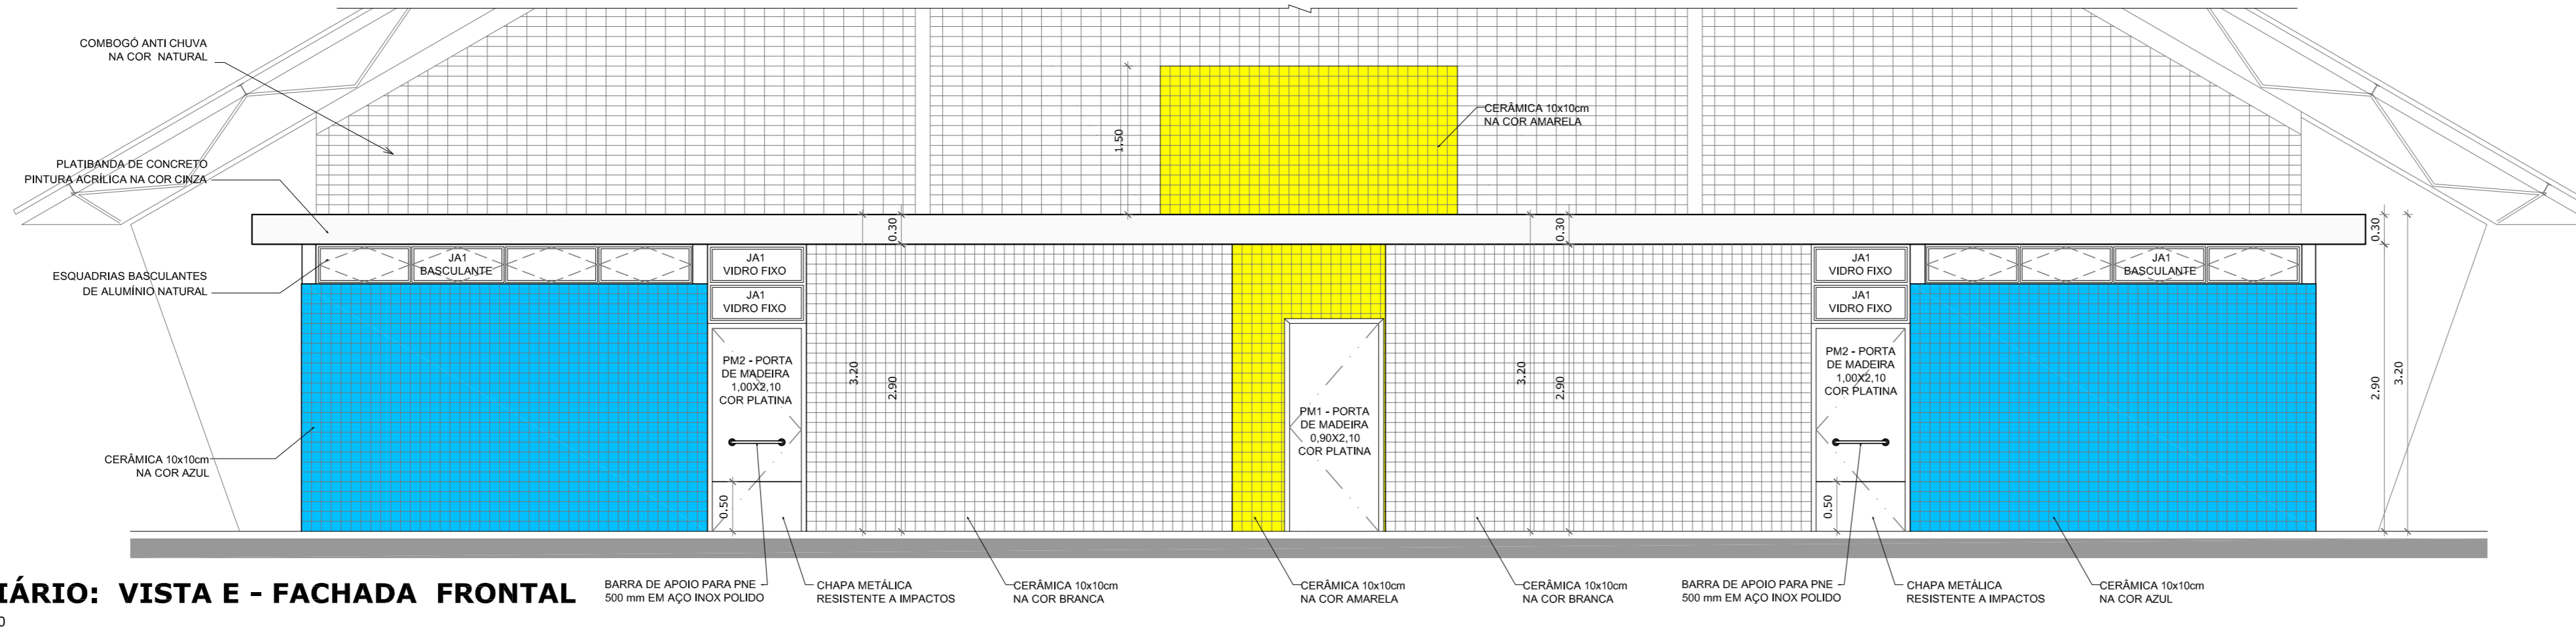 COMBOGÓ ANTI CHUVA
NA COR NATURAL
PLATIBANDA DE CONCRETO
PINTURA ACRÍLICA NA COR CINZA
ESQUADRIAS BASCULANTES
DE ALUMÍNIO NATURAL
CERÂMICA 10x10cm
NA COR AZUL
1.50
CERÂMICA 10x10cm
NA COR AMARELA
0.30
0.30
0.30
JA1
BASCULANTE
JA1
VIDRO FIXO
JA1
VIDRO FIXO
PM2 - PORTA
DE MADEIRA
1,00X2,10
COR PLATINA
0.50
3.20
2.90
PM1 - PORTA
DE MADEIRA
0,90X2,10
COR PLATINA
3.20
2.90
JA1
VIDRO FIXO
JA1
VIDRO FIXO
PM2 - PORTA
DE MADEIRA
1,00X2,10
COR PLATINA
0.50
JA1
BASCULANTE
2.90
3.20
IÁRIO: VISTA E - FACHADA FRONTAL
0
BARRA DE APOIO PARA PNE
500 mm EM AÇO INOX POLIDO
CHAPA METÁLICA
RESISTENTE A IMPACTOS
CERÂMICA 10x10cm
NA COR BRANCA
CERÂMICA 10x10cm
NA COR AMARELA
CERÂMICA 10x10cm
NA COR BRANCA
BARRA DE APOIO PARA PNE
500 mm EM AÇO INOX POLIDO
CHAPA METÁLICA
RESISTENTE A IMPACTOS
CERÂMICA 10x10cm
NA COR AZUL